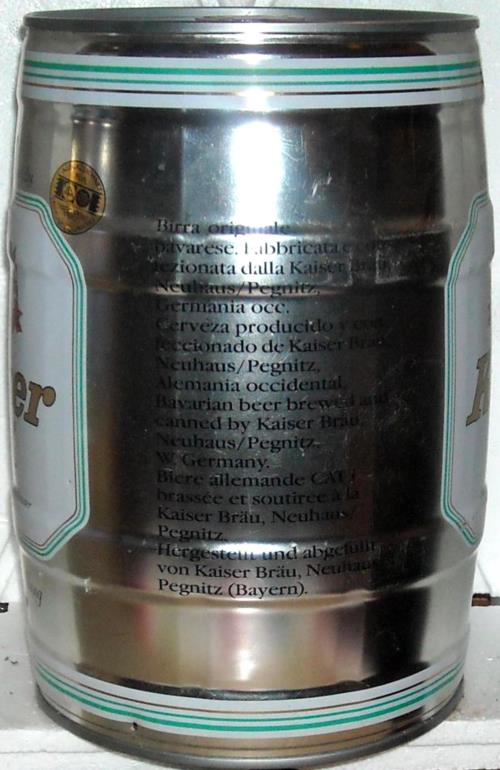 Birra originale
bavarese. Fabbricata e con-
fezionata dalla Kaiser Bräu,
Neuhaus/Pegnitz,
Germania occ.
Cerveza producido y con-
feccionado de Kaiser Bräu
Neuhaus/Pegnitz,
Alemania occidental.
Bavarian beer brewed and
canned by Kaiser Bräu,
Neuhaus/Pegnitz,
W. Germany.
Biere allemande CAT I
brassée et soutirée à la
Kaiser Bräu, Neuhaus/
Pegnitz.
Hergestellt und abgefüllt
von Kaiser Bräu, Neuhaus
Pegnitz (Bayern).
er
K